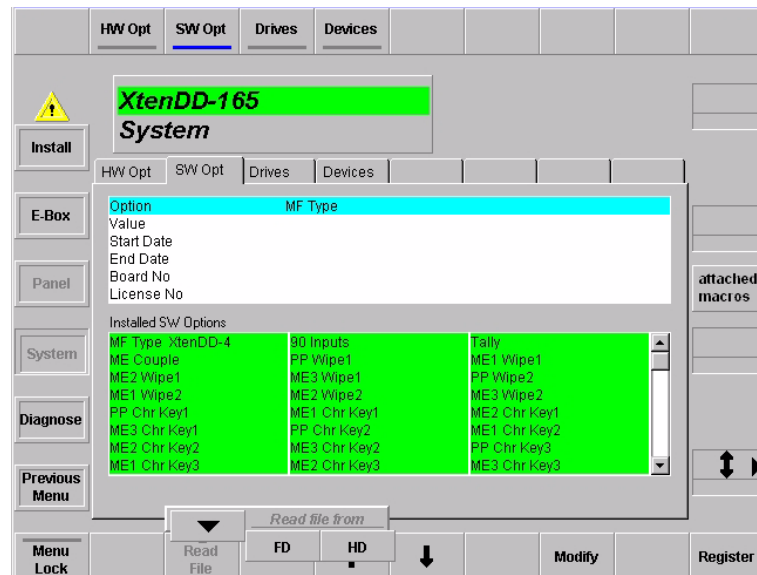 HW Opt SW Opt Drives Devices
XtenDD-165
System
Install
HW Opt SW Opt Drives Devices
E-Box
Option MF Type
Value
Start Date
End Date
Board No
License No
Panel
attached
macros
Installed SW Options
MF Type XtenDD-4 90 Inputs Tally
ME Couple PP Wipe1 ME1 Wipe1
ME2 Wipe1 ME3 Wipe1 PP Wipe2
ME1 Wipe2 ME2 Wipe2 ME3 Wipe2
PP Chr Key1 ME1 Chr Key1 ME2 Chr Key1
ME3 Chr Key1 PP Chr Key2 ME1 Chr Key2
ME2 Chr Key2 ME3 Chr Key2 PP Chr Key3
ME1 Chr Key3 ME2 Chr Key3 ME3 Chr Key3
System
Diagnose
Previous
Menu
Read file from
FD HD
Menu
Lock
Read
File
Modify
Register